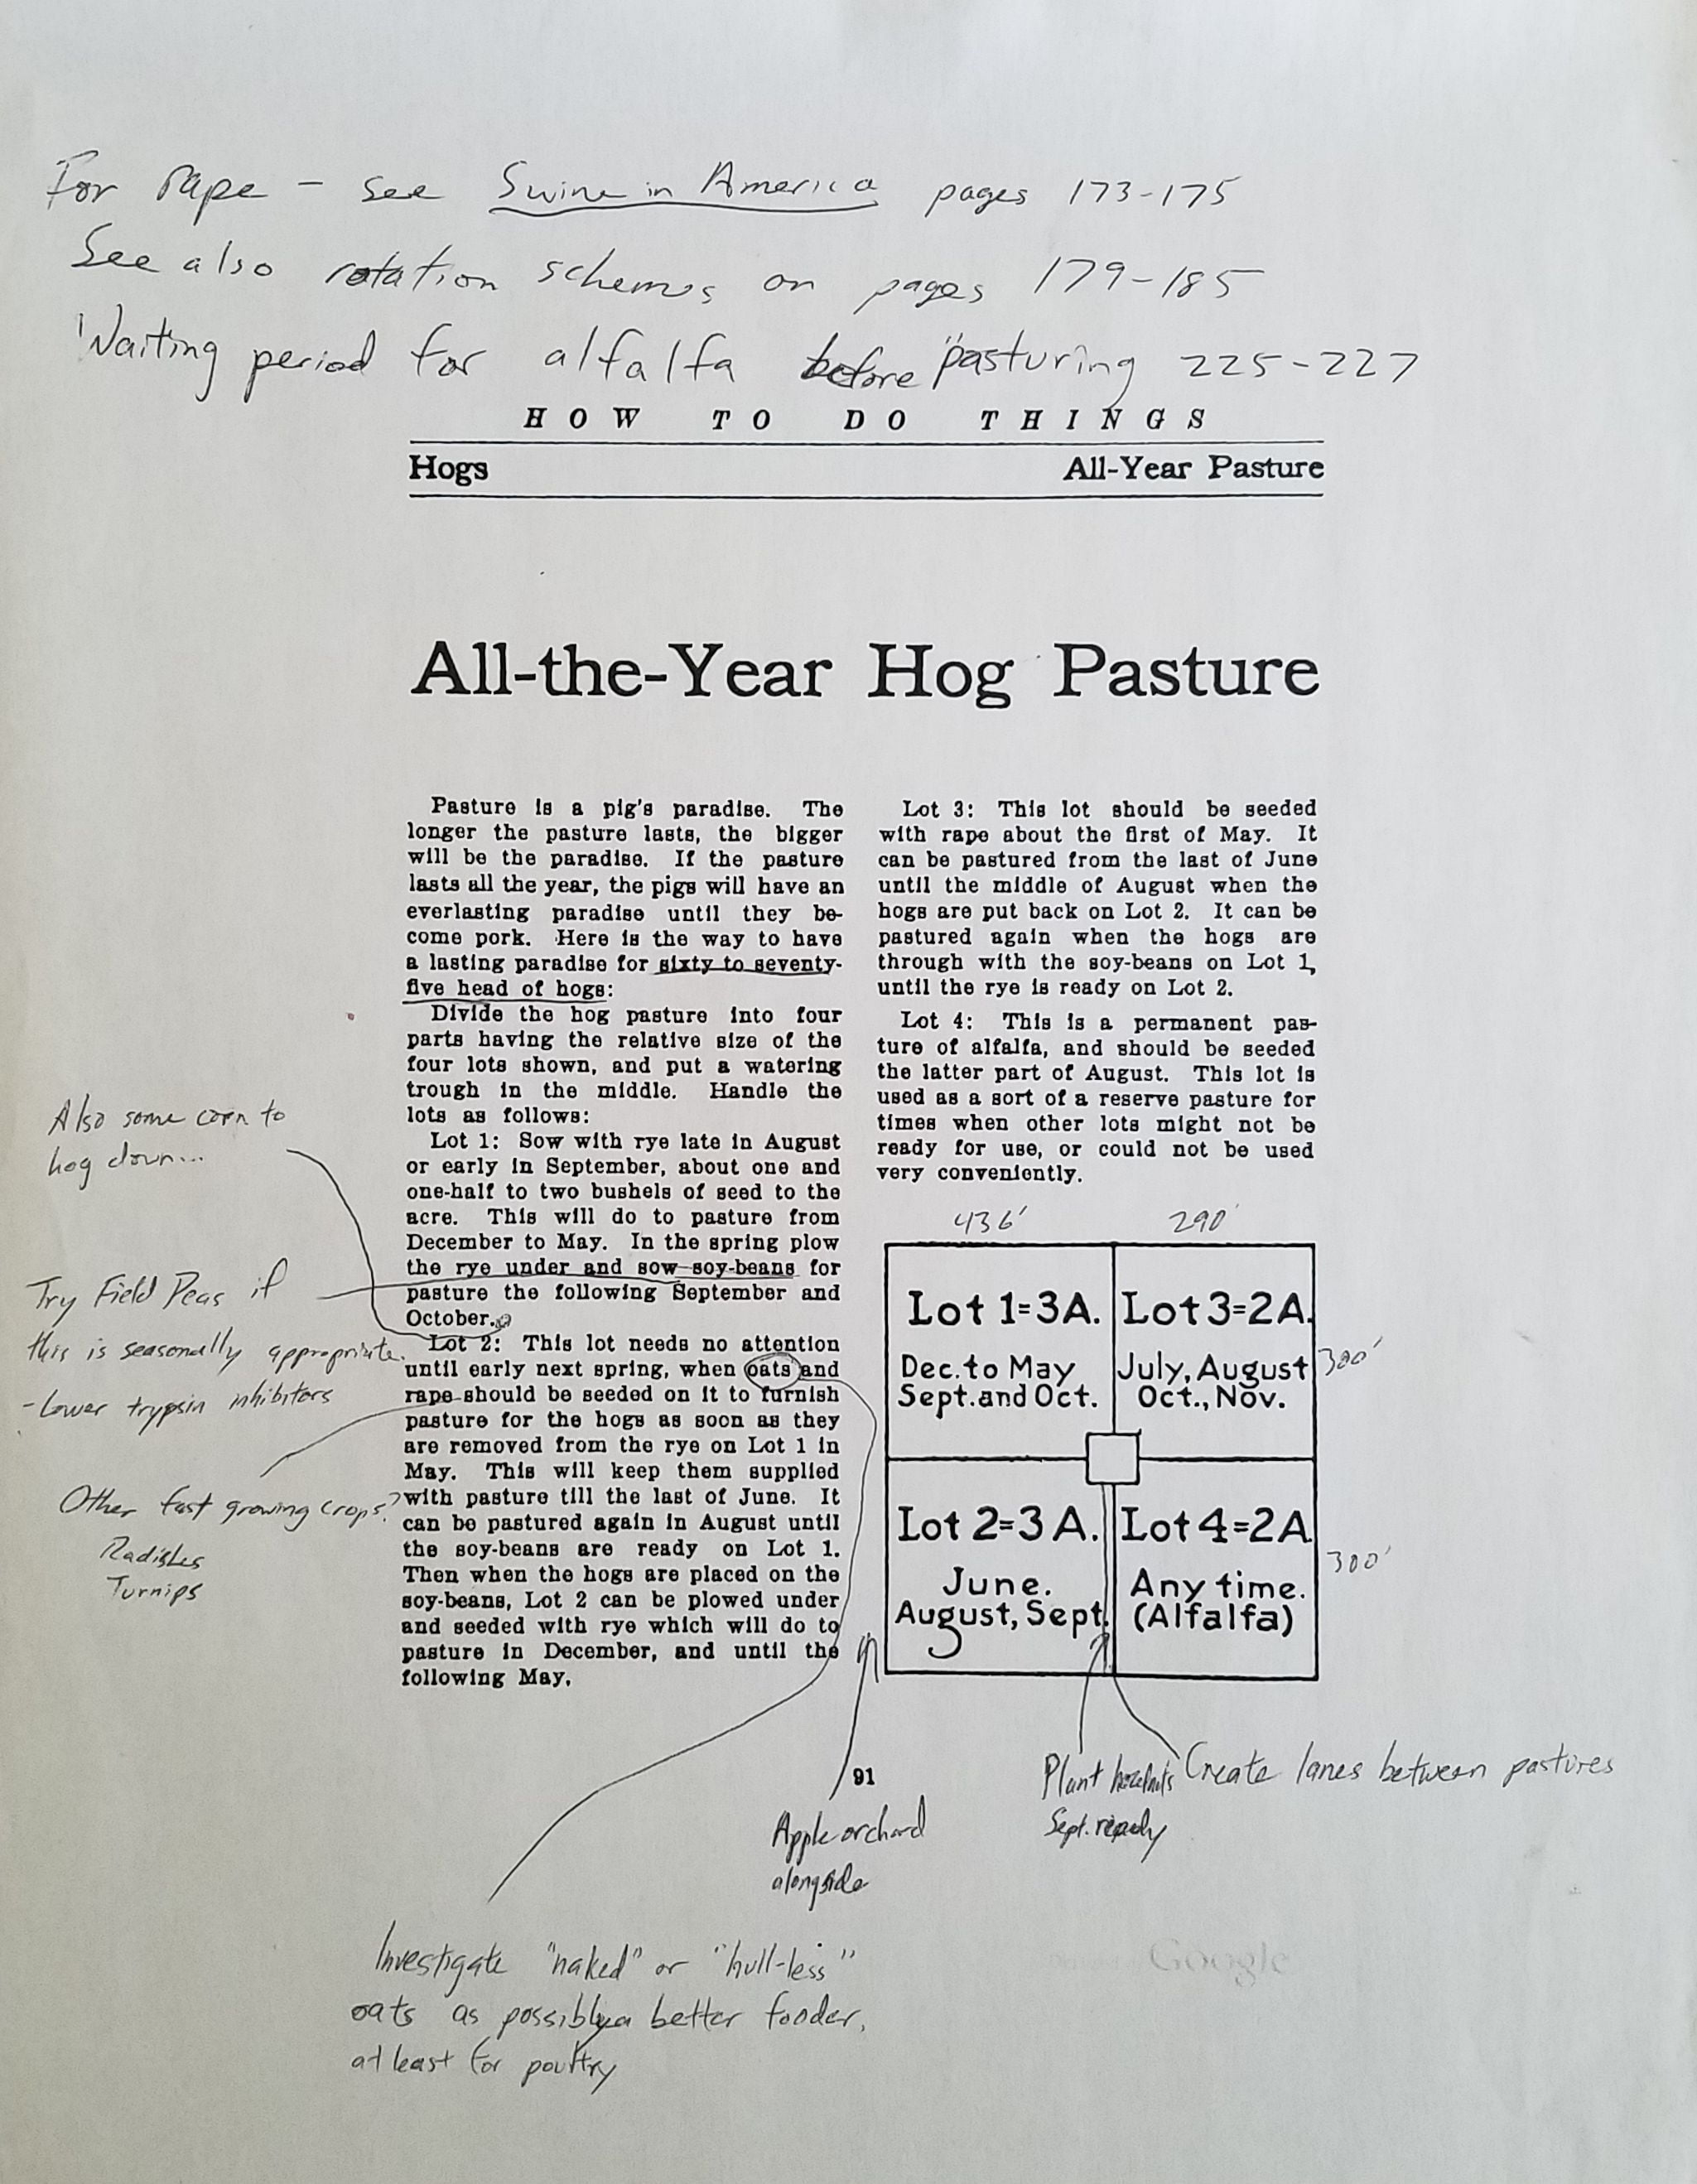 For Rape – see Swine in America pages 173-175
See also rotation schemes on pages 179-185
Waiting period for alfalfa before "pasturing 225-227
HOW TO DO THINGS
Hogs All-Year Pasture
All-the-Year Hog Pasture
Pasture is a pig's paradise. The
longer the pasture lasts, the bigger
will be the paradise. If the pasture
lasts all the year, the pigs will have an
everlasting paradise until they be-
come pork. Here is the way to have
a lasting paradise for sixty to seventy-
five head of hogs:
Divide the hog pasture into four
parts having the relative size of the
four lots shown, and put a watering
trough in the middle. Handle the
lots as follows:
Lot 1: Sow with rye late in August
or early in September, about one and
one-half to two bushels of seed to the
acre. This will do to pasture from
December to May. In the spring plow
the rye under and sow soy-beans for
pasture the following September and
October.
Lot 2: This lot needs no attention
until early next spring, when oats and
rape should be seeded on it to furnish
pasture for the hogs as soon as they
are removed from the rye on Lot 1 in
May. This will keep them supplied
with pasture till the last of June. It
can be pastured again in August until
the soy-beans are ready on Lot 1.
Then when the hogs are placed on the
soy-beans, Lot 2 can be plowed under
and seeded with rye which will do to
pasture in December, and until the
following May.
Lot 3: This lot should be seeded
with rape about the first of May. It
can be pastured from the last of June
until the middle of August when the
hogs are put back on Lot 2. It can be
pastured again when the hogs are
through with the soy-beans on Lot 1,
until the rye is ready on Lot 2.
Lot 4: This is a permanent pas-
ture of alfalfa, and should be seeded
the latter part of August. This lot is
used as a sort of a reserve pasture for
times when other lots might not be
ready for use, or could not be used
very conveniently.
436' 290'
Lot 1=3A.
Dec. to May
Sept. and Oct.
Lot 3=2A.
July, August
Oct., Nov.
300'
Lot 2=3A.
June.
August, Sept.
Lot 4=2A
Any time.
(Alfalfa)
300'
Also some corn to
hog down...
Try Field Peas if
this is seasonally appropriate.
- Lower trypsin inhibitors
Other fast growing crops?
Radishes
Turnips
91
Apple orchard
alongside
Plant hazelnuts
Sept. ready
Create lanes between pastures
Investigate "naked" or "hull-less"
oats as possibly a better fooder,
at least for poultry
Google